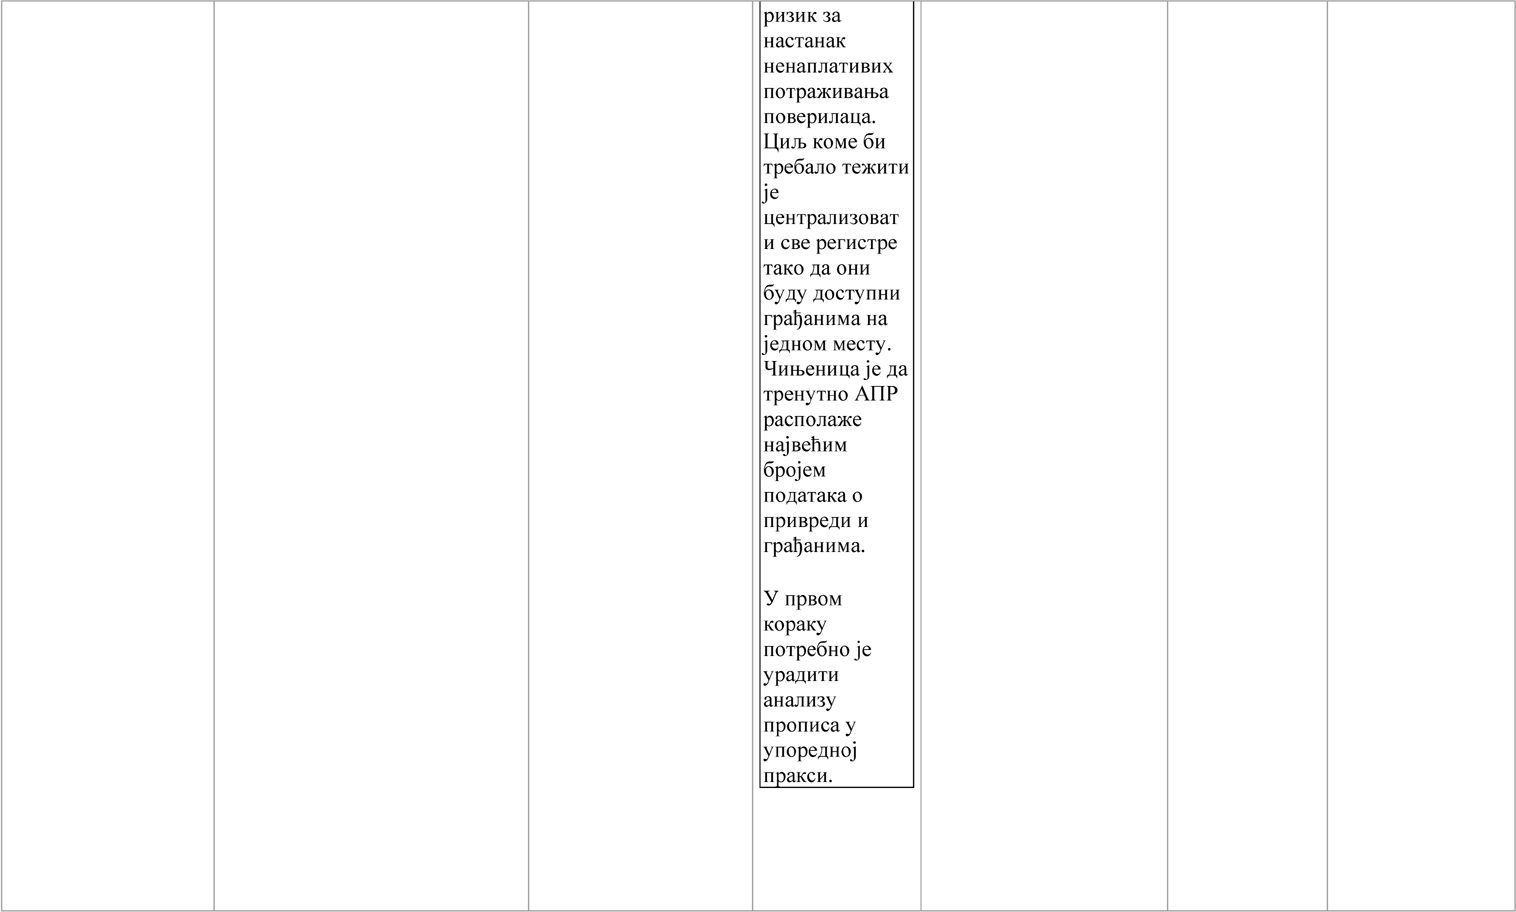 ризик за
настанак
ненаплативих
потраживања
поверилаца.
Циљ коме би
требало тежити
је
централизоват
и све регистре
тако да они
буду доступни
грађанима на
једном месту.
Чињеница је да
тренутно АПР
располаже
највећим
бројем
података о
привреди и
грађанима.
У првом
кораку
потребно је
урадити
анализу
прописа у
упоредној
пракси.